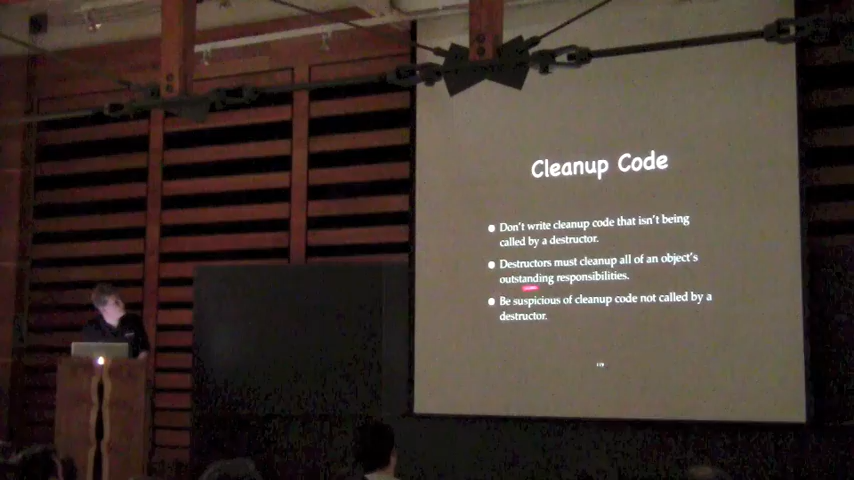 Cleanup Code
Don't write cleanup code that isn't being
called by a destructor.
Destructors must cleanup all of an object's
outstanding responsibilities.
Be suspicious of cleanup code not called by a
destructor.